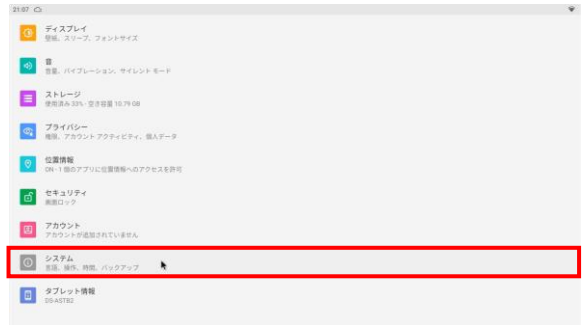 21:07
ディスプレイ
壁紙、スリープ、フォントサイズ
音
音量、バイブレーション、サイレント モード
ストレージ
使用済み 33% - 空き容量 10.79 GB
プライバシー
権限、アカウント アクティビティ、個人データ
位置情報
ON - 1 個のアプリに位置情報へのアクセスを許可
セキュリティ
画面ロック
アカウント
アカウントが追加されていません
システム
言語、操作、時間、バックアップ
タブレット情報
DS-ASTB2